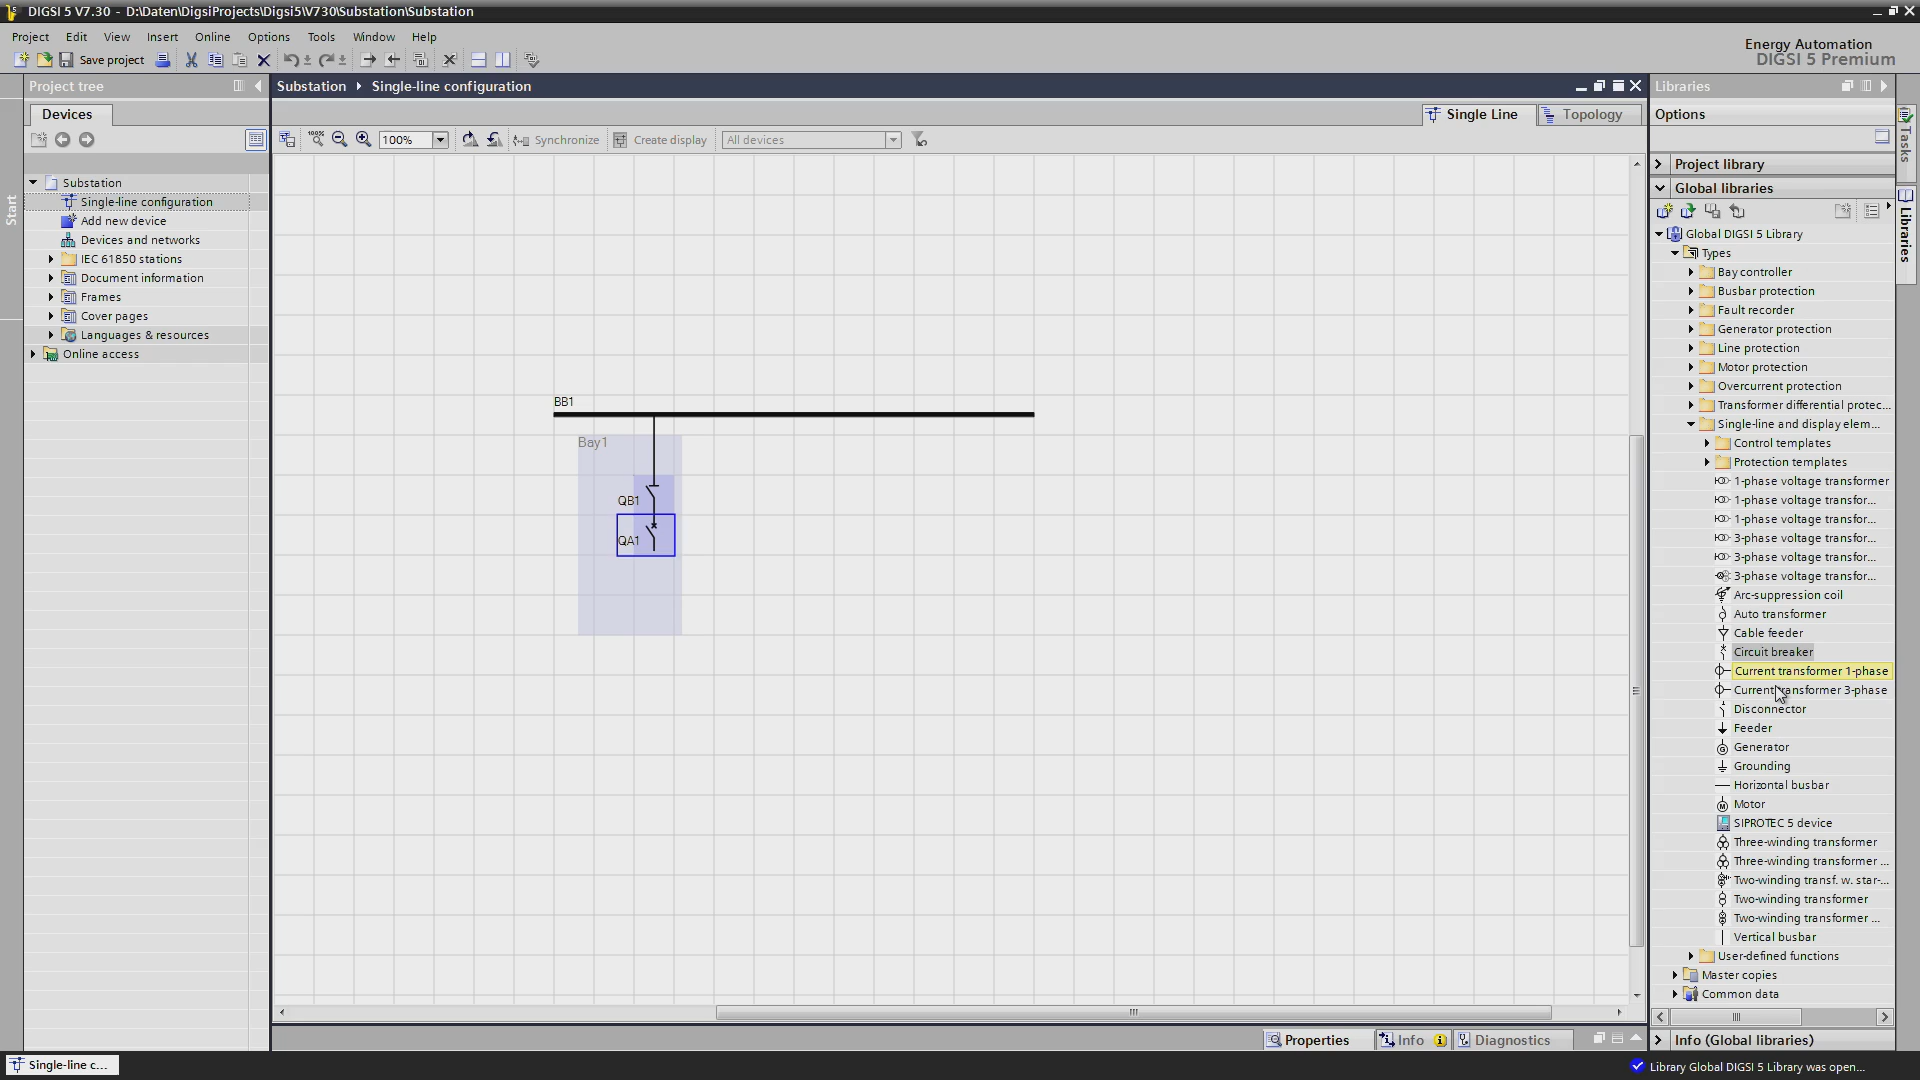 DIGSI 5 V7.30 - D:\Daten\DigsiProjects\Digsi5\V730\Substation\Substation
Project Edit View Insert Online Options Tools Window Help
Save project
Energy Automation
DIGSI 5 Premium
Project tree
Devices
Start
Substation
Single-line configuration
Add new device
Devices and networks
IEC 61850 stations
Document information
Frames
Cover pages
Languages & resources
Online access
Substation Single-line configuration
Single Line
Topology
100%
Synchronize
Create display
All devices
BB1
Bay1
QB1
QA1
Properties
Info
Diagnostics
Libraries
Options
Project library
Global libraries
Global DIGSI 5 Library
Types
Bay controller
Busbar protection
Fault recorder
Generator protection
Line protection
Motor protection
Overcurrent protection
Transformer differential protec...
Single-line and display elem...
Control templates
Protection templates
1-phase voltage transformer
1-phase voltage transfor...
1-phase voltage transfor...
3-phase voltage transfor...
3-phase voltage transfor...
3-phase voltage transfor...
Arc-suppression coil
Auto transformer
Cable feeder
Circuit breaker
Current transformer 1-phase
Current transformer 3-phase
Disconnector
Feeder
Generator
Grounding
Horizontal busbar
Motor
SIPROTEC 5 device
Three-winding transformer
Three-winding transformer ...
Two-winding transf. w. star-...
Two-winding transformer
Two-winding transformer ...
Vertical busbar
User-defined functions
Master copies
Common data
Info (Global libraries)
Tasks
Libraries
Single-line c...
Library Global DIGSI 5 Library was open...